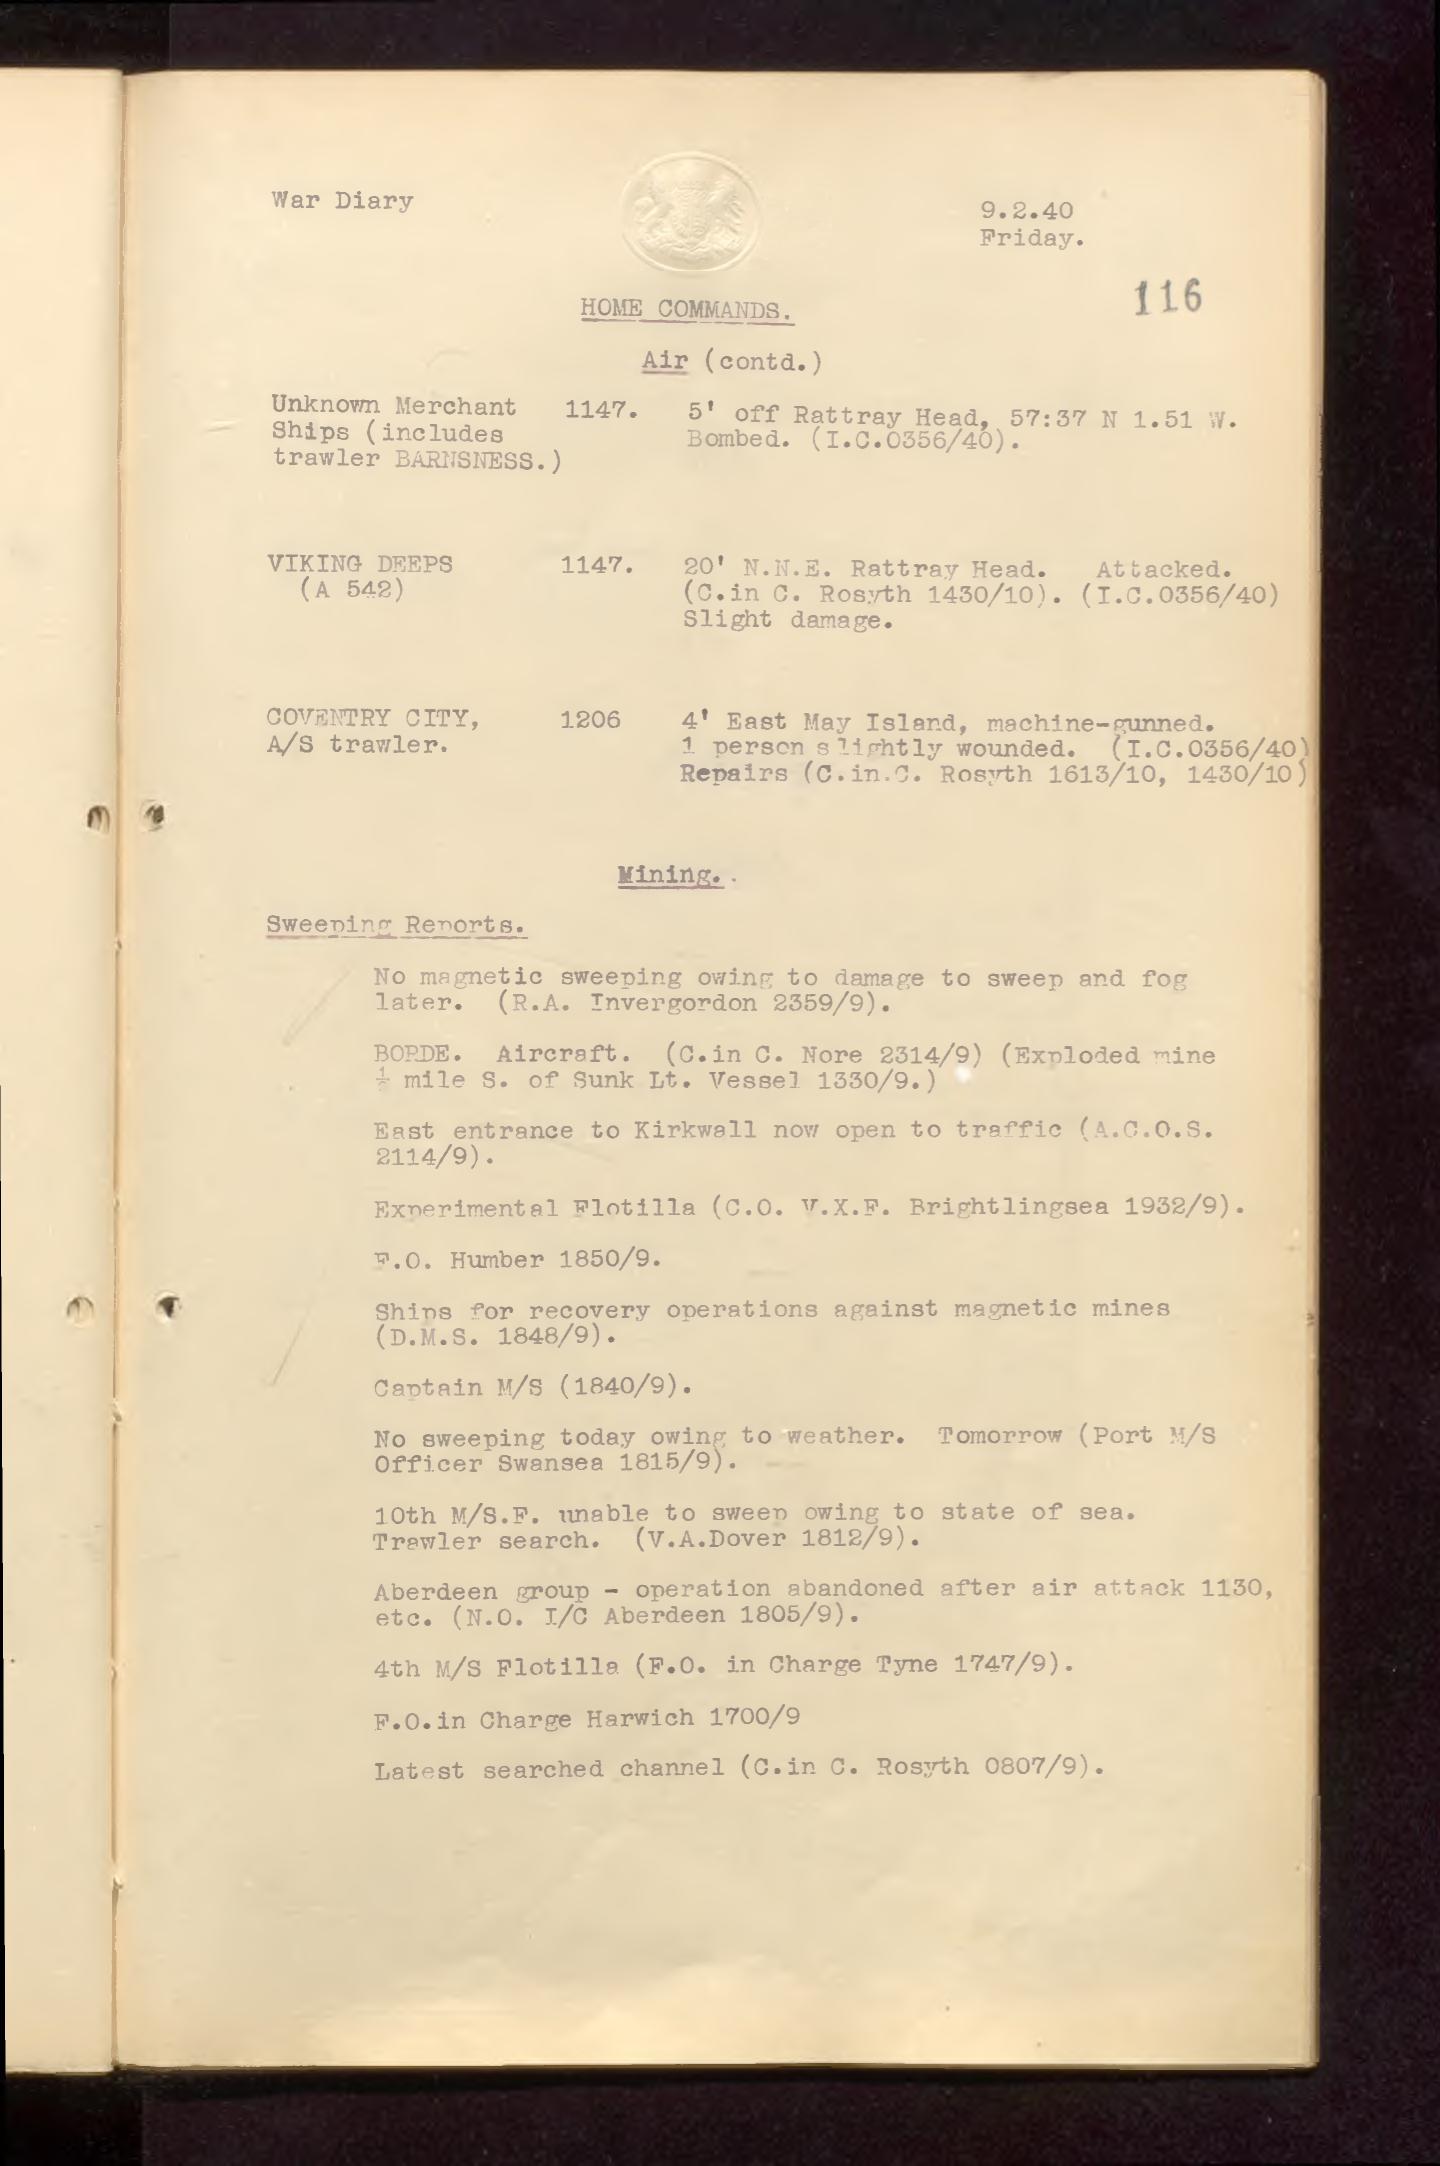 War Diary
9.2.40
Friday.
116
HOME COMMANDS.
Air (contd.)
Unknown Merchant 1147. 5' off Rattray Head, 57:37 N 1.51 W.
Ships (includes Bombed. (I.C.0356/40).
trawler BARNSNESS.)
VIKING DEEPS 1147. 20' N.N.E. Rattray Head. Attacked.
(A 542) (C.in C. Rosyth 1430/10). (I.C.0356/40)
Slight damage.
COVENTRY CITY, 1206 4' East May Island, machine-gunned.
A/S trawler. 1 person slightly wounded. (I.C.0356/40)
Repairs (C.in.C. Rosyth 1613/10, 1430/10)
Mining.
Sweeping Reports.
No magnetic sweeping owing to damage to sweep and fog
later. (R.A. Invergordon 2359/9).
BORDE. Aircraft. (C.in C. Nore 2314/9) (Exploded mine
mile S. of Sunk Lt. Vessel 1330/9.)
East entrance to Kirkwall now open to traffic (A.C.O.S.
2114/9).
Experimental Flotilla (C.O. V.X.F. Brightlingsea 1932/9).
F.O. Humber 1850/9.
Ships for recovery operations against magnetic mines
(D.M.S. 1848/9).
Captain M/S (1840/9).
No sweeping today owing to weather. Tomorrow (Port M/S
Officer Swansea 1815/9).
10th M/S.F. unable to sweep owing to state of sea.
Trawler search. (V.A.Dover 1812/9).
Aberdeen group - operation abandoned after air attack 1130,
etc. (N.O. I/C Aberdeen 1805/9).
4th M/S Flotilla (F.O. in Charge Tyne 1747/9).
F.O.in Charge Harwich 1700/9
Latest searched channel (C.in C. Rosyth 0807/9).